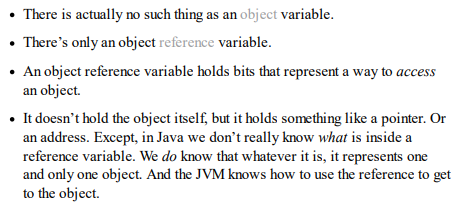 • There is actually no such thing as an object variable.
• There’s only an object reference variable.
• An object reference variable holds bits that represent a way to access
an object.
• It doesn’t hold the object itself, but it holds something like a pointer. Or
an address. Except, in Java we don’t really know what is inside a
reference variable. We do know that whatever it is, it represents one
and only one object. And the JVM knows how to use the reference to get
to the object.